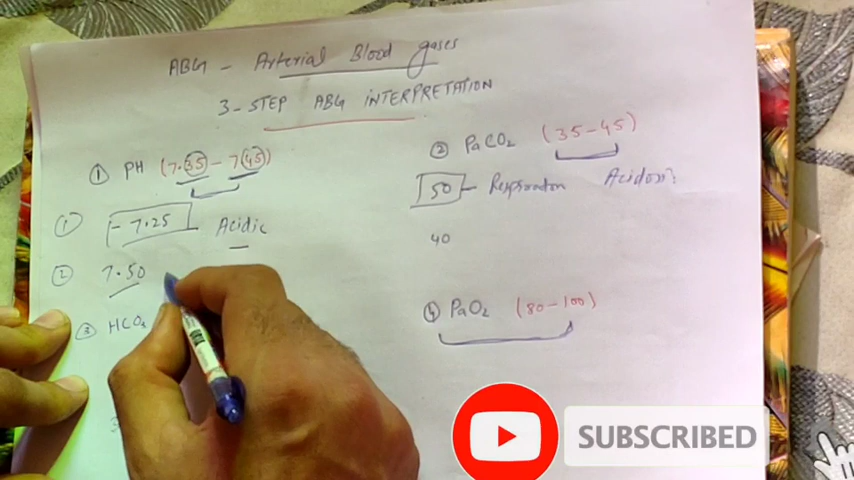 ABG - Arterial Blood gases
3-STEP ABG INTERPRETATION
① PH (7.35 - 7.45)
② PaCO₂ (35-45)
50 - Respiration Acidosis
① - 7.25 Acidic
40
② 7.50
④ PaO₂ (80-100)
③ HCO₃
SUBSCRIBED